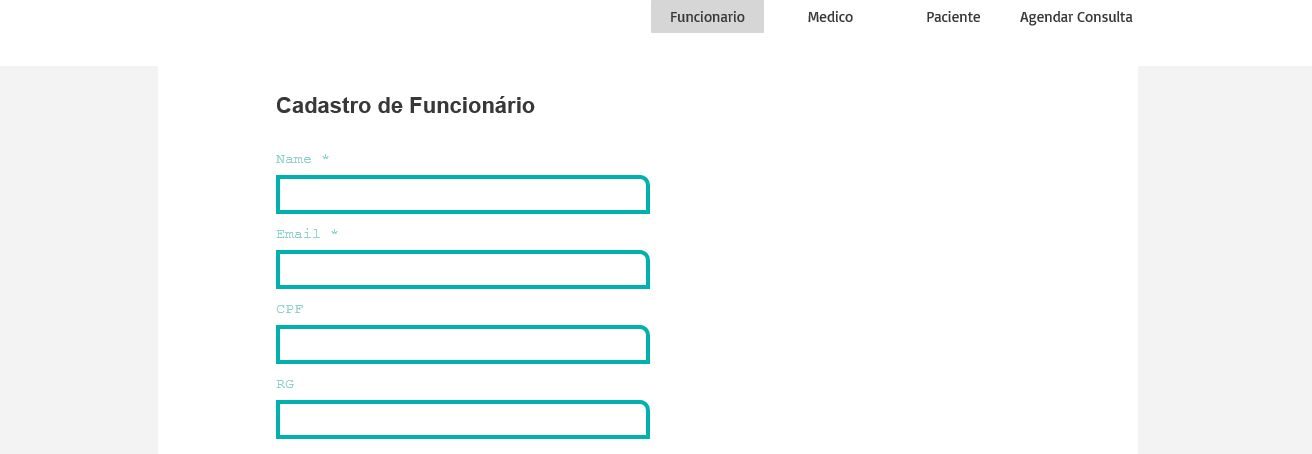 Funcionario Medico Paciente Agendar Consulta
Cadastro de Funcionário
Name *
Email *
CPF
RG